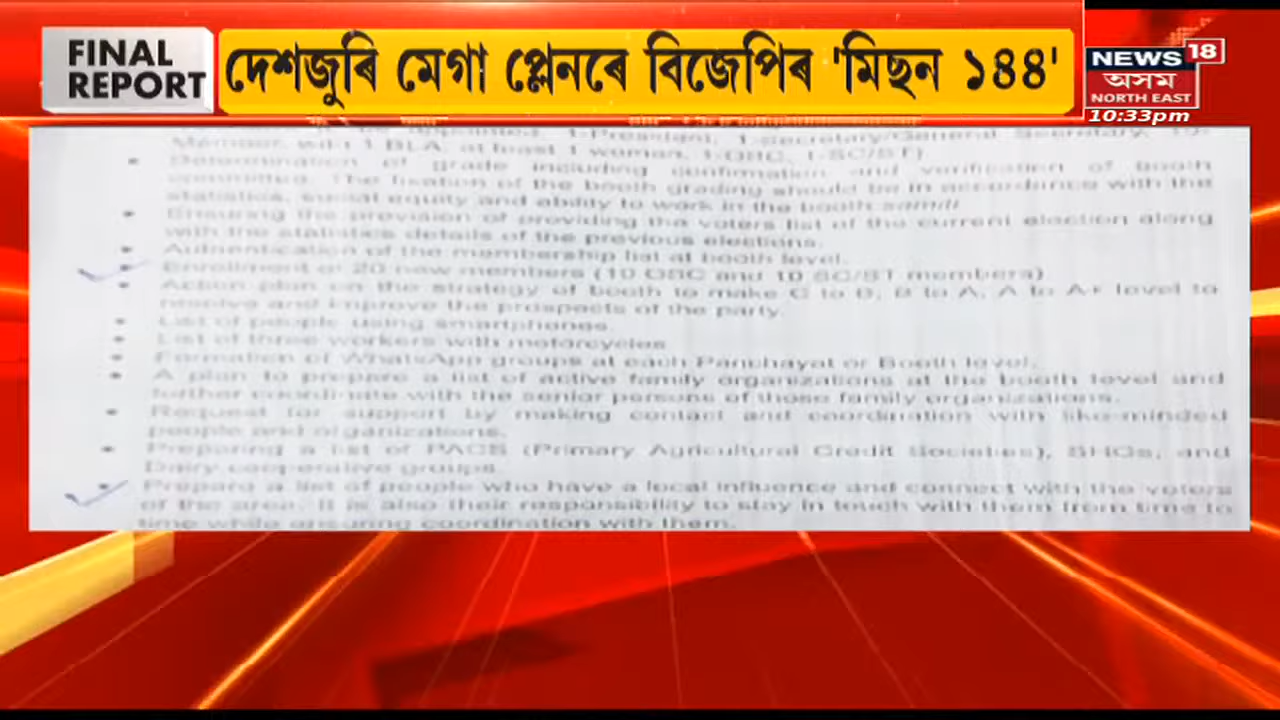 FINAL
REPORT
দেশজুৰি মেগা প্লেনৰে বিজেপিৰ 'মিছন ১৪৪'
NEWS 18
অসম
NORTH EAST
10:33pm
Member, with 1 BLA, at least 1 woman, 1-OBC, 1-SC/ST)
• Determination of grade including confirmation and verification of booth
committee. The fixation of the booth grading should be in accordance with the
statistics, social equity and ability to work in the booth samiti
• Ensuring the provision of providing the voters list of the current election along
with the statistics details of the previous elections.
• Authentication of the membership list at booth level.
• Enrollment of 20 new members (10 OBC and 10 SC/ST members)
• Action plan on the strategy of booth to make C to B, B to A, A to A+ level to
resolve and improve the prospects of the party.
• List of people using smartphones.
• List of three workers with motorcycles
• Formation of WhatsApp groups at each Panchayat or Booth level.
• A plan to prepare a list of active family organizations at the booth level and
further coordinate with the senior persons of those family organizations.
• Request for support by making contact and coordination with like-minded
people and organizations.
• Preparing a list of PACS (Primary Agricultural Credit Societies), SHGs, and
Dairy cooperative groups
• Prepare a list of people who have a local influence and connect with the voters
of the area. It is also their responsibility to stay in touch with them from time to
time while ensuring coordination with them.